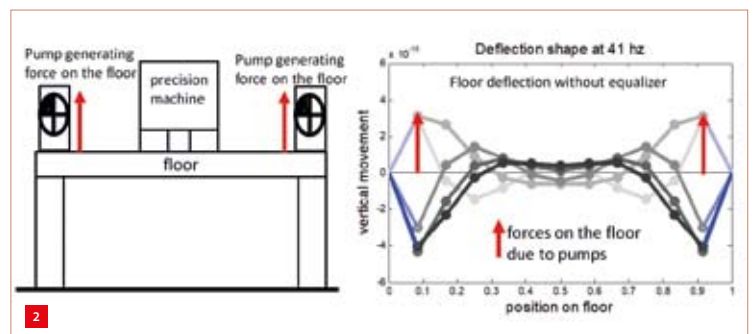 Pump generating
force on the floor
precision
machine
Pump generating
force on the floor
floor
2
Deflection shape at 41 hz
Floor deflection without equalizer
vertical movement
6
4
2
0
-2
-4
-6
forces on the floor
due to pumps
0 0.1 0.2 0.3 0.4 0.5 0.6 0.7 0.8 0.9 1
position on floor